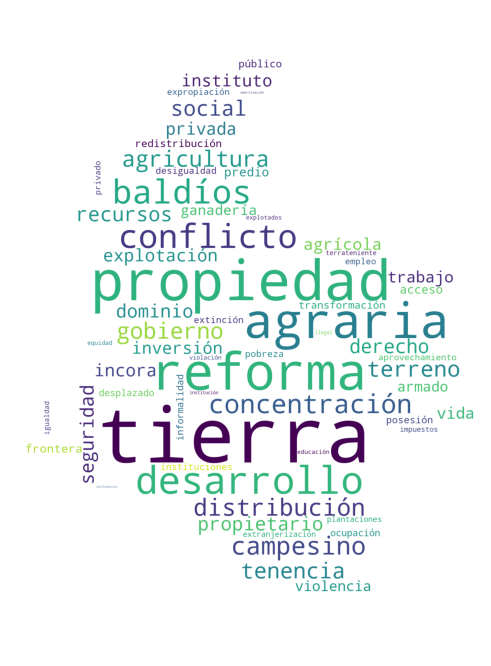 público
instituto
expropiación
social
privada
redistribución
agricultura
desigualdad
predio
privado
baldíos
recursos
ganadería
explotados
conflicto
agrícola
explotación
terrateniente
empleo
propiedad
trabajo
acceso
dominio
transformación
extinción
agraria
gobierno
ilegal
equidad
inversión
derecho
violación
pobreza
aprovechamiento
reforma
incora
terreno
informalidad
armado
desplazado
institución
concentración
vida
igualdad
posesión
impuestos
tierra
seguridad
frontera
educación
instituciones
desarrollo
distribución
propietario
plantaciones
extranjerización
ocupación
campesino
tenencia
violencia